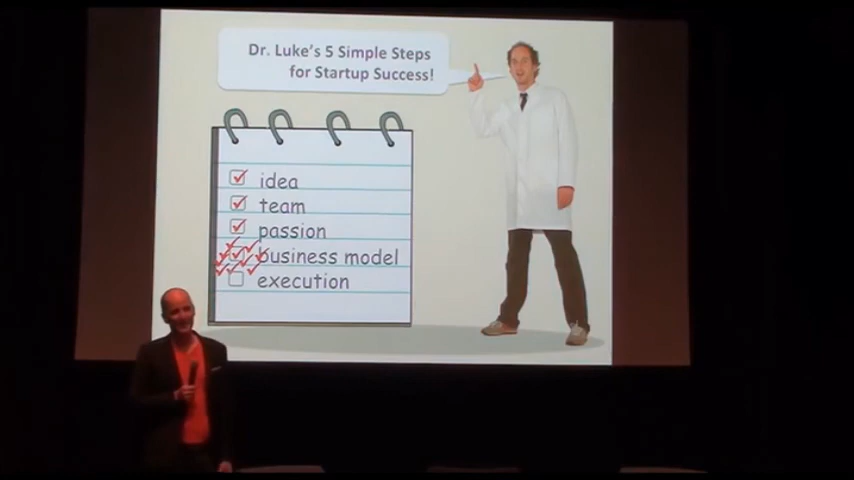 Dr. Luke's 5 Simple Steps
for Startup Success!
idea
team
passion
business model
execution